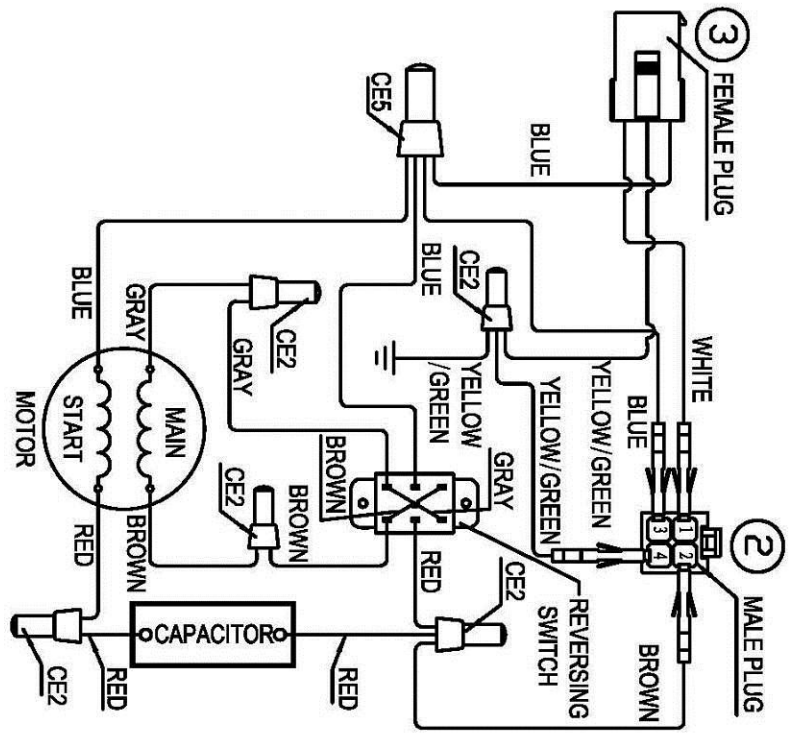 3
FEMALE PLUG
CE5
BLUE
BLUE
BLUE
CE2
WHITE
GRAY
CE2
GRAY
YELLOW
/GREEN
YELLOW/GREEN
YELLOW/GREEN
BLUE
MOTOR
START
MAIN
BROWN
GRAY
3
1
4
2
2
MALE PLUG
CE2
BROWN
RED
BROWN
RED
CE2
REVERSING
SWITCH
BROWN
CAPACITOR
CE2
RED
RED